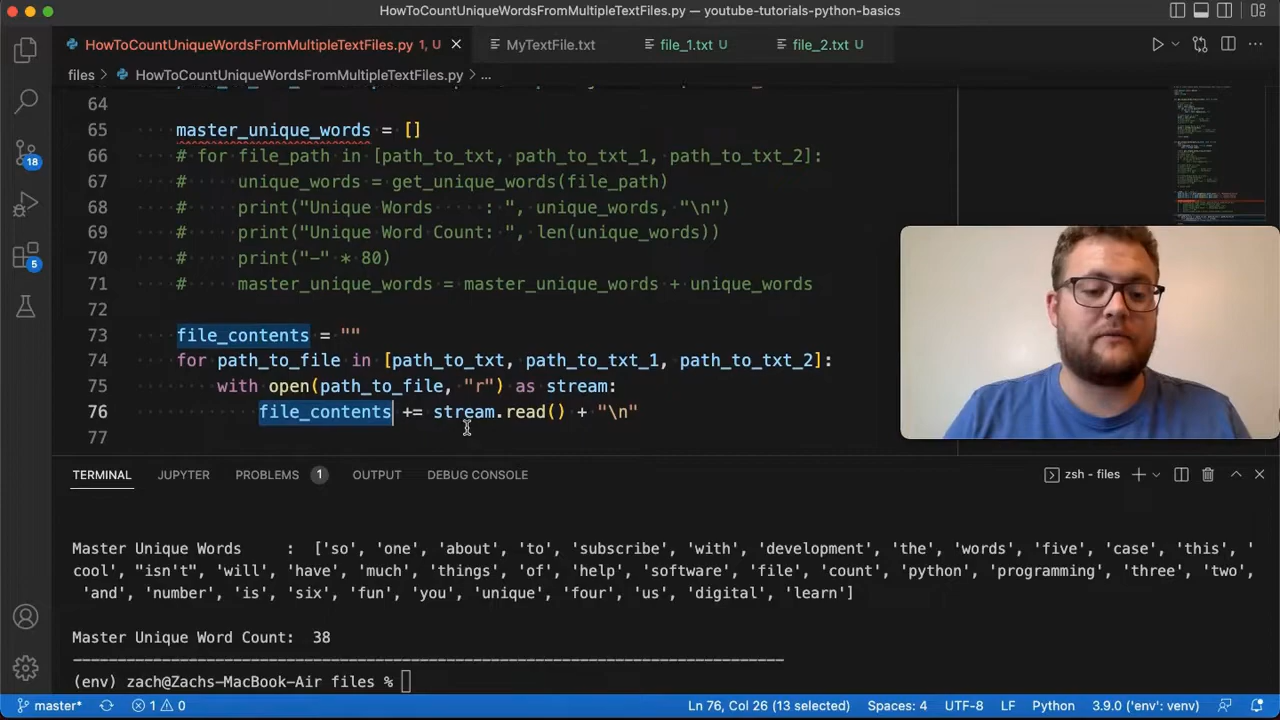 HowToCountUniqueWordsFromMultipleTextFiles.py — youtube-tutorials-python-basics
HowToCountUniqueWordsFromMultipleTextFiles.py 1, U
MyTextFile.txt
file_1.txt U
file_2.txt U
files > HowToCountUniqueWordsFromMultipleTextFiles.py > ...
64
65 master_unique_words = []
66 # for file_path in [path_to_txt, path_to_txt_1, path_to_txt_2]:
67 # unique_words = get_unique_words(file_path)
68 # print("Unique Words : ", unique_words, "\n")
69 # print("Unique Word Count: ", len(unique_words))
70 # print("-" * 80)
71 # master_unique_words = master_unique_words + unique_words
72
73 file_contents = ""
74 for path_to_file in [path_to_txt, path_to_txt_1, path_to_txt_2]:
75 with open(path_to_file, "r") as stream:
76 file_contents += stream.read() + "\n"
77
18
5
TERMINAL JUPYTER PROBLEMS 1 OUTPUT DEBUG CONSOLE zsh - files
Master Unique Words : ['so', 'one', 'about', 'to', 'subscribe', 'with', 'development', 'the', 'words', 'five', 'case', 'this', '
cool', "isn't", 'will', 'have', 'much', 'things', 'of', 'help', 'software', 'file', 'count', 'python', 'programming', 'three', 'two',
'and', 'number', 'is', 'six', 'fun', 'you', 'unique', 'four', 'us', 'digital', 'learn']
Master Unique Word Count: 38
--------------------------------------------------------------------------------
(env) zach@Zachs-MacBook-Air files %
master* 1 0 Ln 76, Col 26 (13 selected) Spaces: 4 UTF-8 LF Python 3.9.0 ('env': venv)